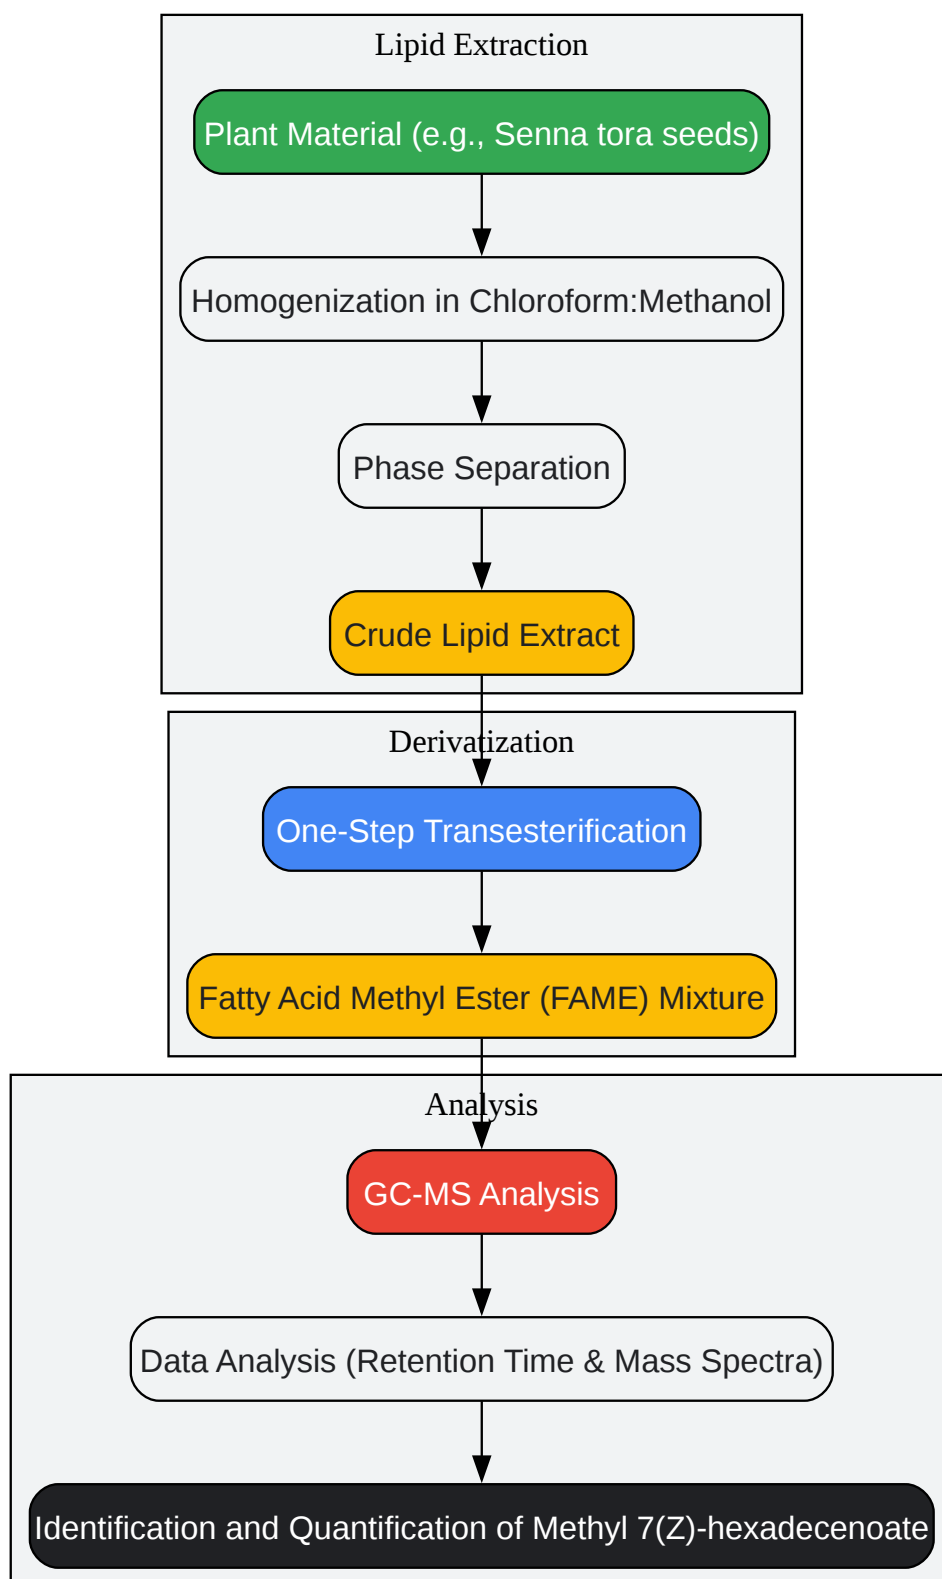 Lipid Extraction
Plant Material (e.g., Senna tora seeds)
Homogenization in Chloroform:Methanol
Phase Separation
Crude Lipid Extract
Derivatization
One-Step Transesterification
Fatty Acid Methyl Ester (FAME) Mixture
Analysis
GC-MS Analysis
Data Analysis (Retention Time & Mass Spectra)
Identification and Quantification of Methyl 7(Z)-hexadecenoate